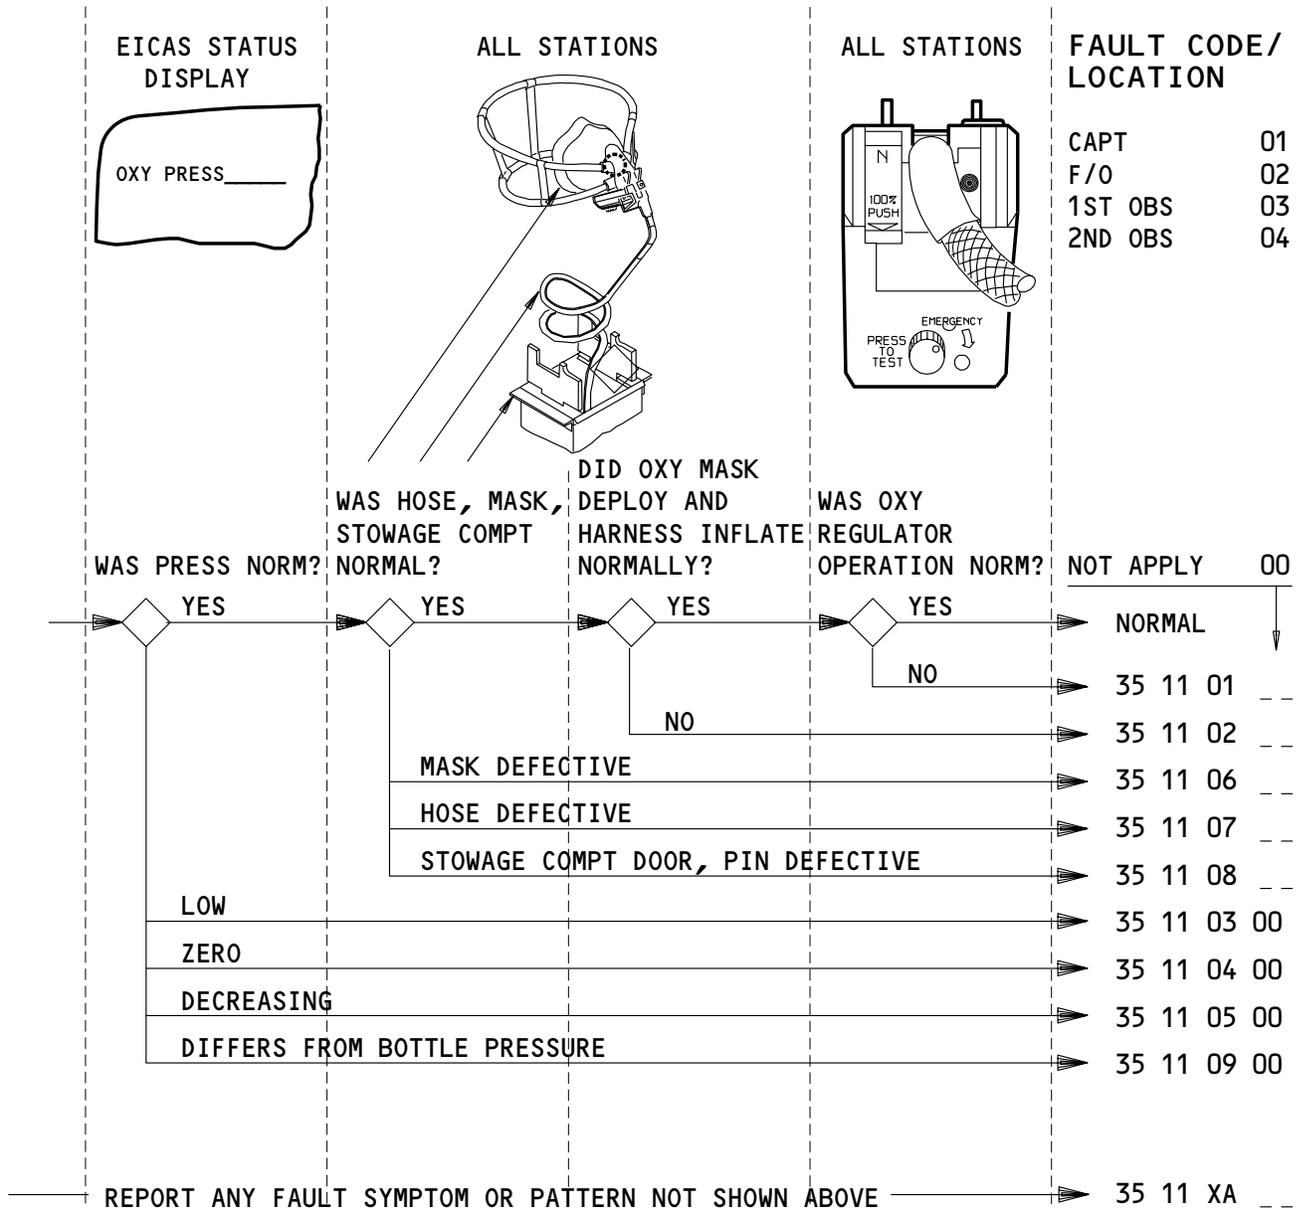 EICAS STATUS
DISPLAY
OXY PRESS_____
ALL STATIONS
ALL STATIONS
N
100%
PUSH
EMERGENCY
PRESS
TO
TEST
FAULT CODE/
LOCATION
CAPT 01
F/O 02
1ST OBS 03
2ND OBS 04
WAS PRESS NORM?
WAS HOSE, MASK,
STOWAGE COMPT
NORMAL?
DID OXY MASK
DEPLOY AND
HARNESS INFLATE
NORMALLY?
WAS OXY
REGULATOR
OPERATION NORM?
NOT APPLY 00
YES
YES
YES
YES
NORMAL
NO
35 11 01 _ _
NO
35 11 02 _ _
MASK DEFECTIVE
35 11 06 _ _
HOSE DEFECTIVE
35 11 07 _ _
STOWAGE COMPT DOOR, PIN DEFECTIVE
35 11 08 _ _
LOW
35 11 03 00
ZERO
35 11 04 00
DECREASING
35 11 05 00
DIFFERS FROM BOTTLE PRESSURE
35 11 09 00
REPORT ANY FAULT SYMPTOM OR PATTERN NOT SHOWN ABOVE
35 11 XA _ _